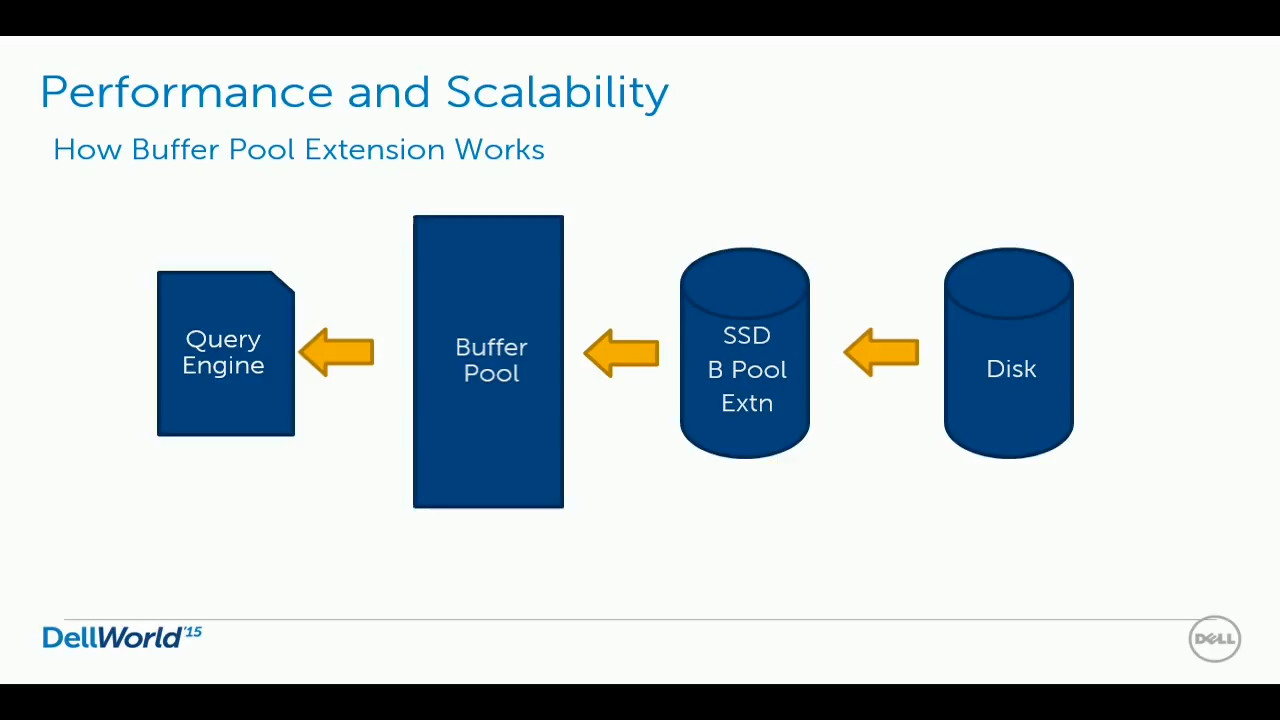 Performance and Scalability
How Buffer Pool Extension Works
Query
Engine
Buffer
Pool
SSD
B Pool
Extn
Disk
DellWorld'15
DELL